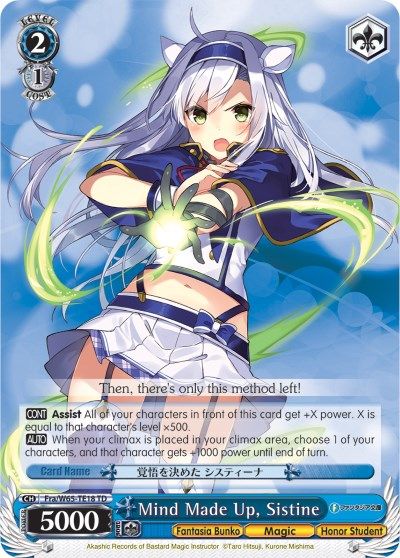 LEVEL
2
1
COST
Then, there's only this method left!
CONT Assist All of your characters in front of this card get +X power. X is
equal to that character's level ×500.
AUTO When your climax is placed in your climax area, choose 1 of your
characters, and that character gets +1000 power until end of turn.
Card Name 覚悟を決めた システィーナ
CH Fra/W65-TE18 TD
POWER 5000 Mind Made Up, Sistine
Fantasia Bunko Magic Honor Student
Akashic Records of Bastard Magic Instructor ©Taro Hitsuji, Kurone Mishima